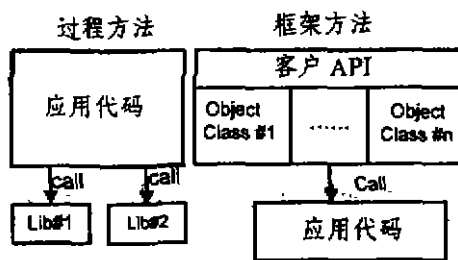 过程方法
应用代码
call
call
Lib#1
Lib#2
框架方法
客户 API
Object
Class #1
......
Object
Class #n
Call
应用代码